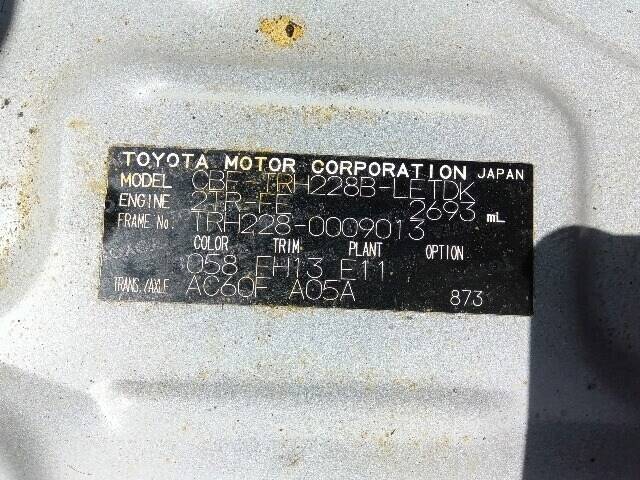 TOYOTA MOTOR CORPORATION JAPAN
MODEL CBF-TRH228B-LETDK
ENGINE 2TR-FE 2693 mL
FRAME No. TRH228-0009013
COLOR TRIM PLANT OPTION
058 FH13 E11
TRANS./AXLE AC60F A05A 873